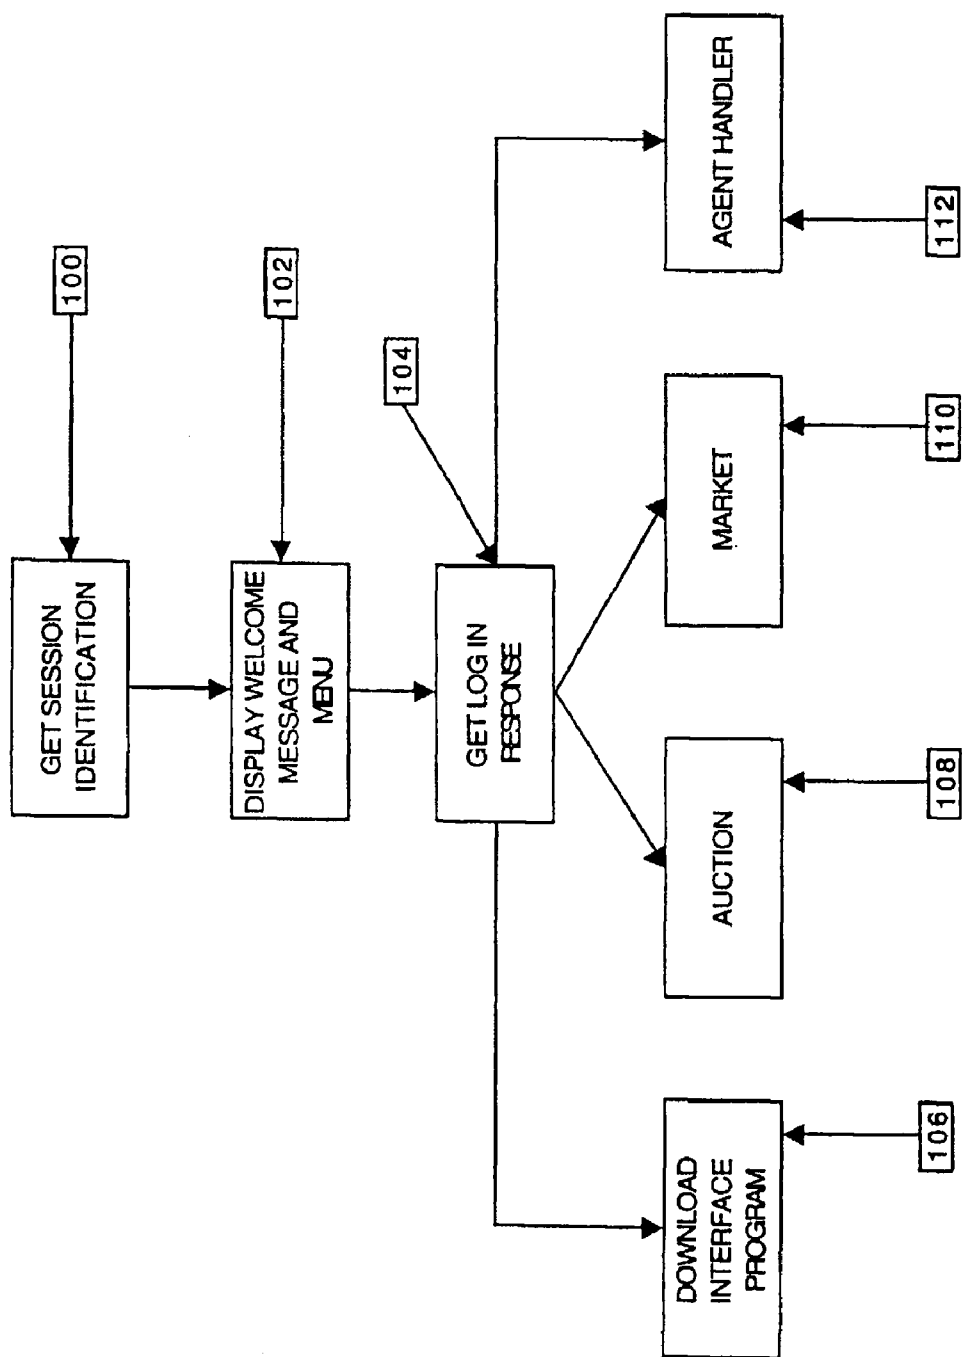 GET SESSION
IDENTIFICATION
100
DISPLAY WELCOME
MESSAGE AND
MENU
102
GET LOG IN
RESPONSE
104
DOWNLOAD
INTERFACE
PROGRAM
106
AUCTION
108
MARKET
110
AGENT HANDLER
112